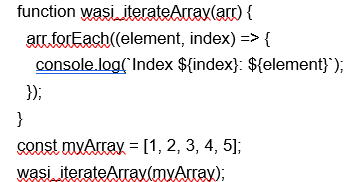 function wasi_iterateArray(arr) {
arr.forEach((element, index) => {
console.log(`Index ${index}: ${element}`);
});
}
const myArray = [1, 2, 3, 4, 5];
wasi_iterateArray(myArray);